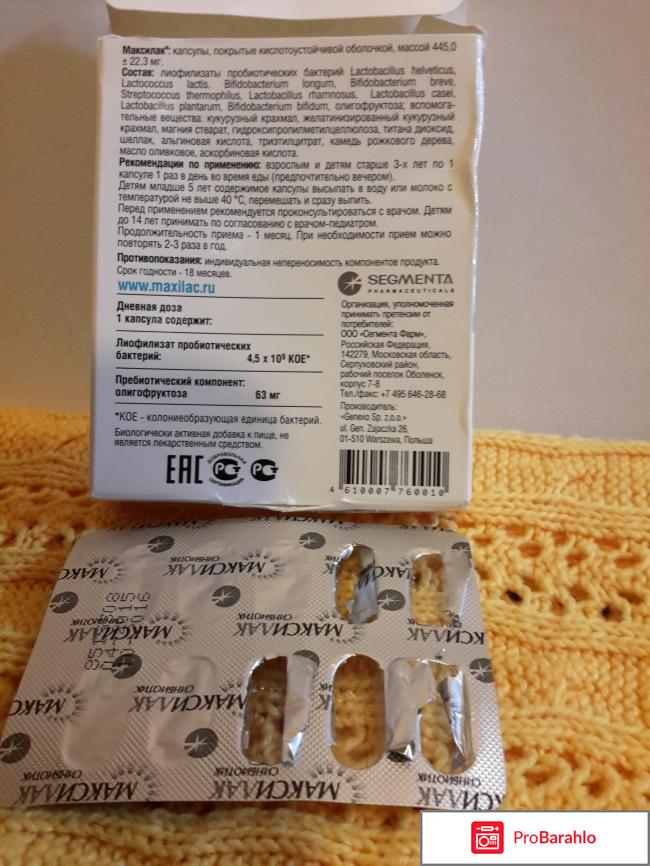 Максилак®: капсулы, покрытые кислотоустойчивой оболочкой, массой 445,0
± 22,3 мг.
Состав: лиофилизаты пробиотических бактерий Lactobacillus helveticus,
Lactococcus lactis, Bifidobacterium longum, Bifidobacterium breve,
Streptococcus thermophilus, Lactobacillus rhamnosus, Lactobacillus casei,
Lactobacillus plantarum, Bifidobacterium bifidum, олигофруктоза; вспомога-
тельные вещества: кукурузный крахмал, желатинизированный кукурузный
крахмал, магния стеарат, гидроксипропилметилцеллюлоза, титана диоксид,
шеллак, альгиновая кислота, триэтилцитрат, камедь рожкового дерева,
масло оливковое, аскорбиновая кислота.
Рекомендации по применению: взрослым и детям старше 3-х лет по 1
капсуле 1 раз в день во время еды (предпочтительно вечером).
Детям младше 5 лет содержимое капсулы высыпать в воду или молоко с
температурой не выше 40 °С, перемешать и сразу выпить.
Перед применением рекомендуется проконсультироваться с врачом. Детям
до 14 лет принимать по согласованию с врачом-педиатром.
Продолжительность приема - 1 месяц. При необходимости прием можно
повторять 2-3 раза в год.
Противопоказания: индивидуальная непереносимость компонентов продукта.
Срок годности - 18 месяцев.
www.maxilac.ru
Дневная доза
1 капсула содержит:
Лиофилизат пробиотических
бактерий: 4,5 x 10⁹ КОЕ*
Пребиотический компонент:
олигофруктоза 63 мг
*КОЕ - колониеобразующая единица бактерий.
Биологически активная добавка к пище, не
является лекарственным средством.
ЕАС
ДОБРОВОЛЬНАЯ
СЕРТИФИКАЦИЯ
SEGMENTA
PHARMACEUTICALS
Организация, уполномоченная
принимать претензии от
потребителей:
ООО «Сегмента Фарм»,
Российская Федерация,
142279, Московская область,
Серпуховский район,
рабочий поселок Оболенск,
корпус 7-8
Тел./факс: +7 495 646-28-68
Производитель:
«Genexo Sp. z.o.o.»
ul. Gen. Zajaczka 26,
01-510 Warszawa, Польша
4 610007 760010
МАКСИЛАК
СИНБИОТИК
МАКСИЛАК
СИНБИОТИК
МАКСИЛАК
СИНБИОТИК
МАКСИЛАК
СИНБИОТИК
ProBarahlo